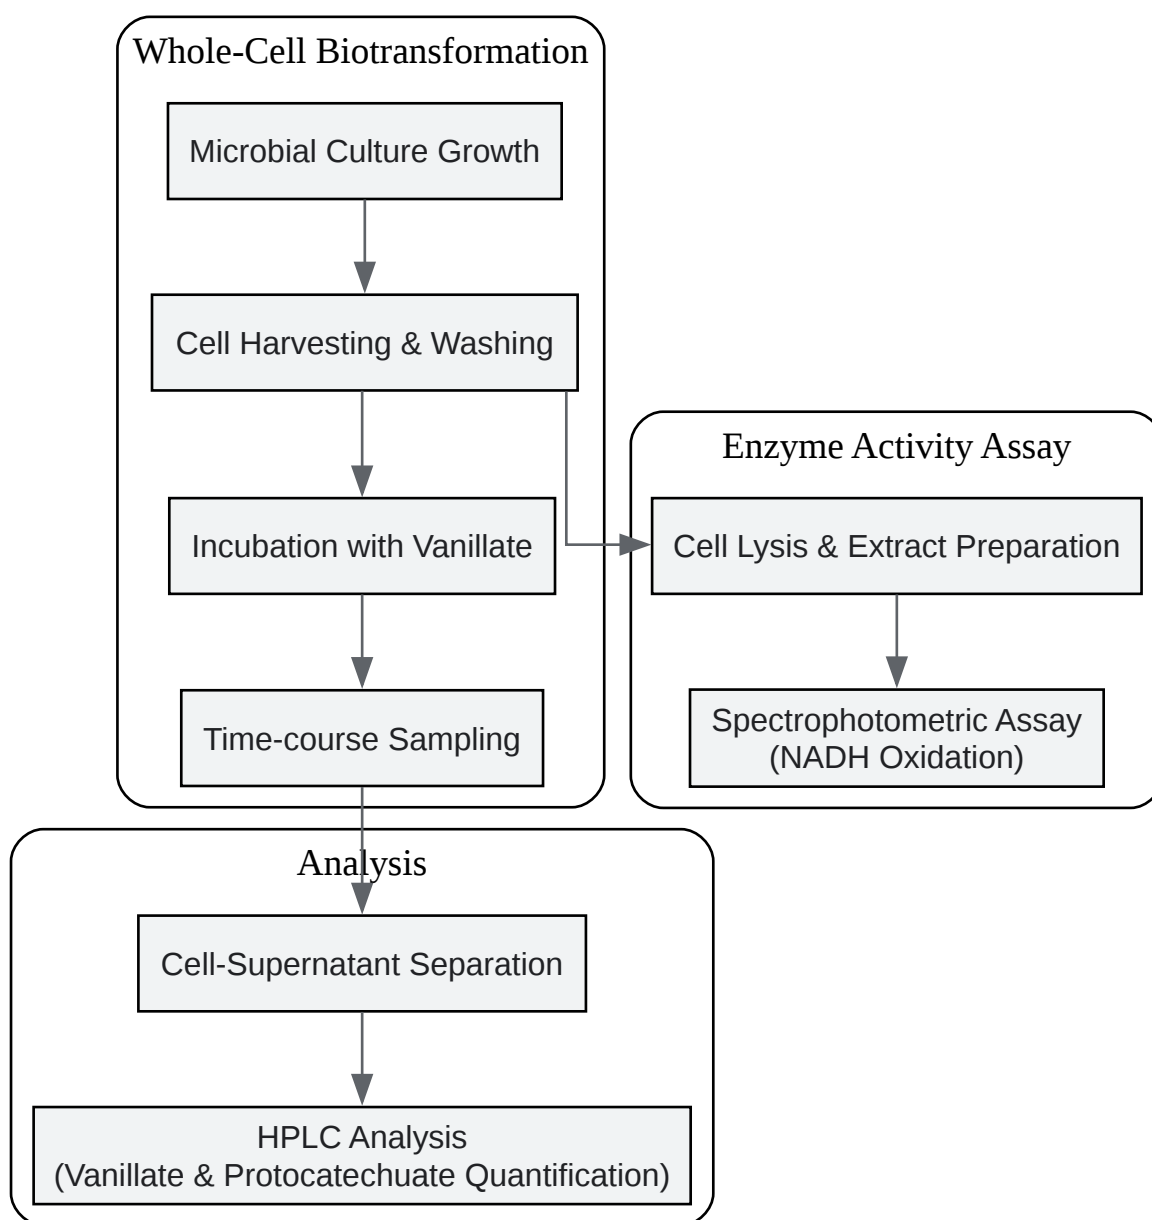 Whole-Cell Biotransformation
Microbial Culture Growth
Cell Harvesting & Washing
Incubation with Vanillate
Time-course Sampling
Enzyme Activity Assay
Cell Lysis & Extract Preparation
Spectrophotometric Assay
(NADH Oxidation)
Analysis
Cell-Supernatant Separation
HPLC Analysis
(Vanillate & Protocatechuate Quantification)